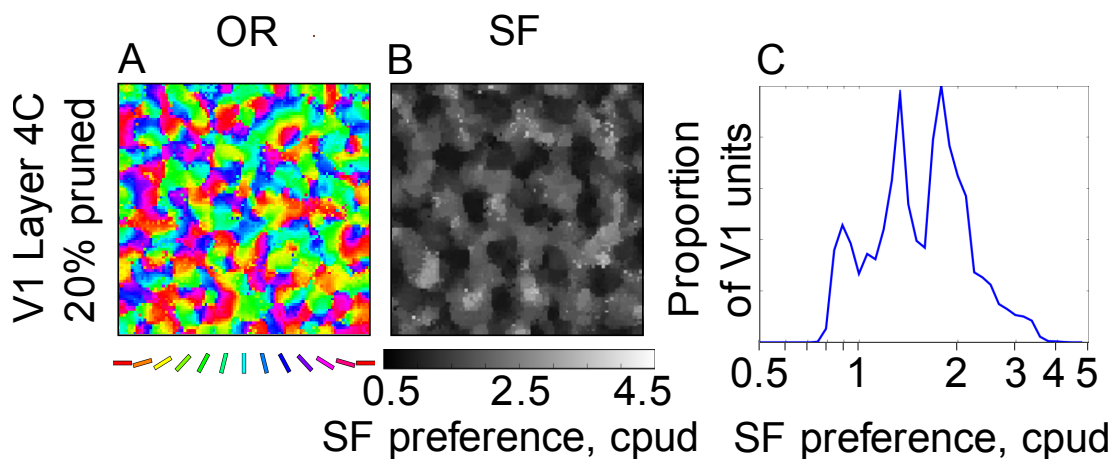 OR
SF
A
B
C
V1 Layer 4C
20% pruned
Proportion
of V1 units
0.5 2.5 4.5
SF preference, cpud
0.5 1 2 3 4 5
SF preference, cpud